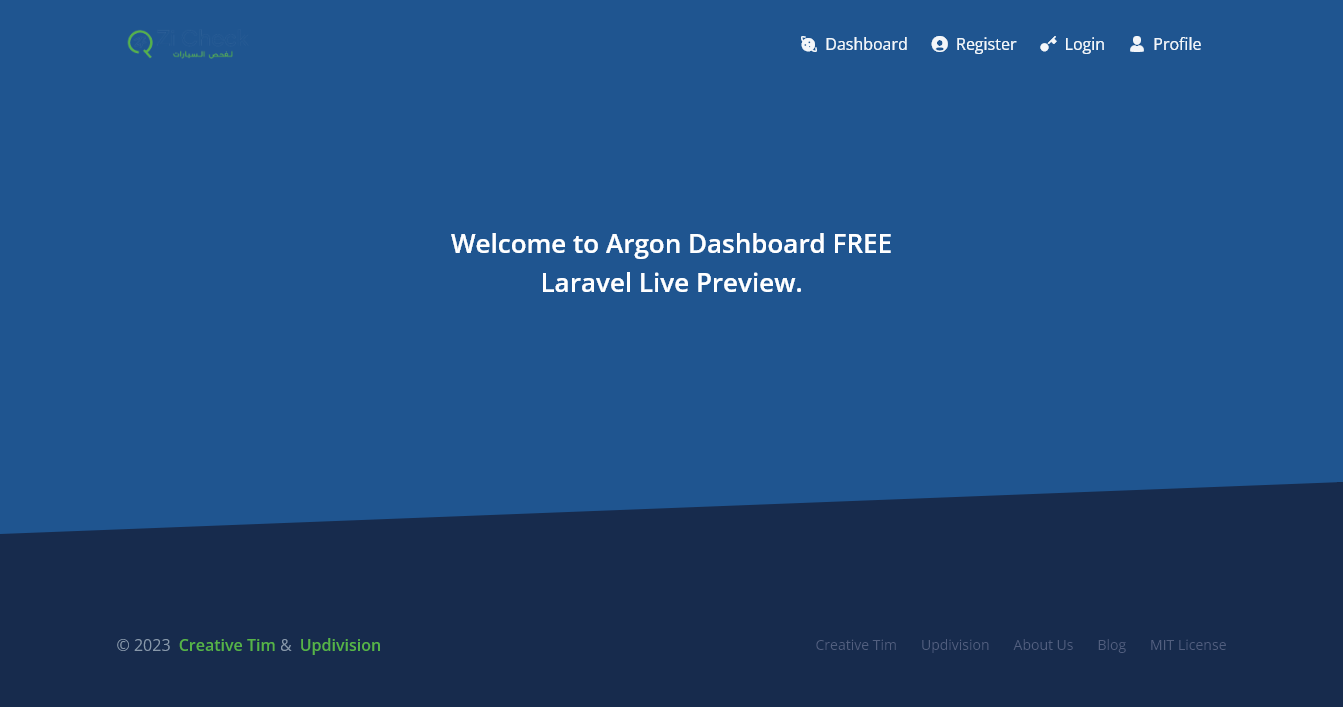 لفحص السيارات
Dashboard
Register
Login
Profile
Welcome to Argon Dashboard FREE
Laravel Live Preview.
© 2023 Creative Tim & Updivision
Creative Tim
Updivision
About Us
Blog
MIT License